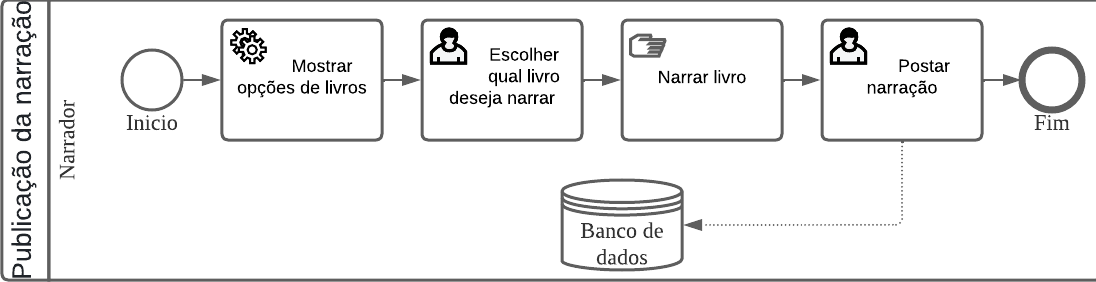 Publicação da narração
Narrador
Inicio
Mostrar
opções de livros
Escolher
qual livro
deseja narrar
Narrar livro
Postar
narração
Fim
Banco de
dados